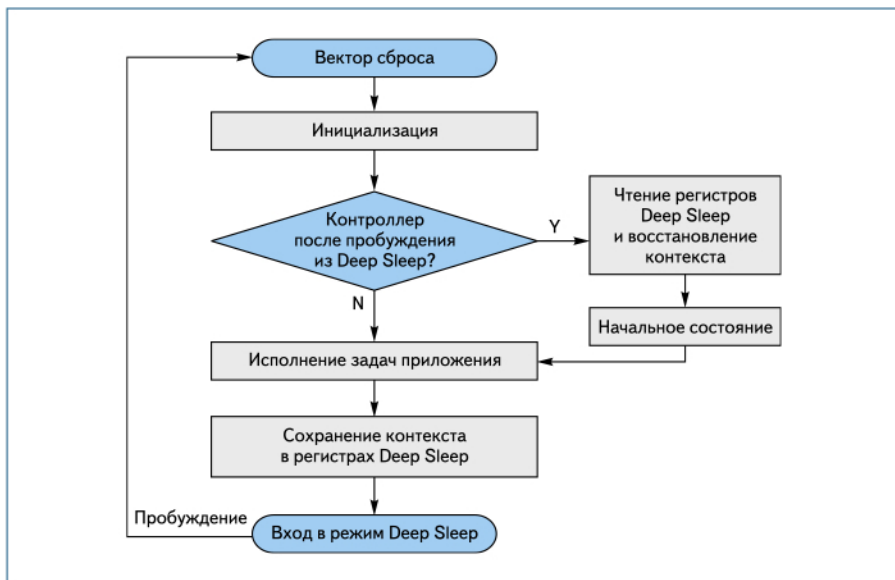 Вектор сброса
Инициализация
Контроллер
после пробуждения
из Deep Sleep?
Y
Чтение регистров
Deep Sleep
и восстановление
контекста
N
Начальное состояние
Исполнение задач приложения
Сохранение контекста
в регистрах Deep Sleep
Пробуждение
Вход в режим Deep Sleep